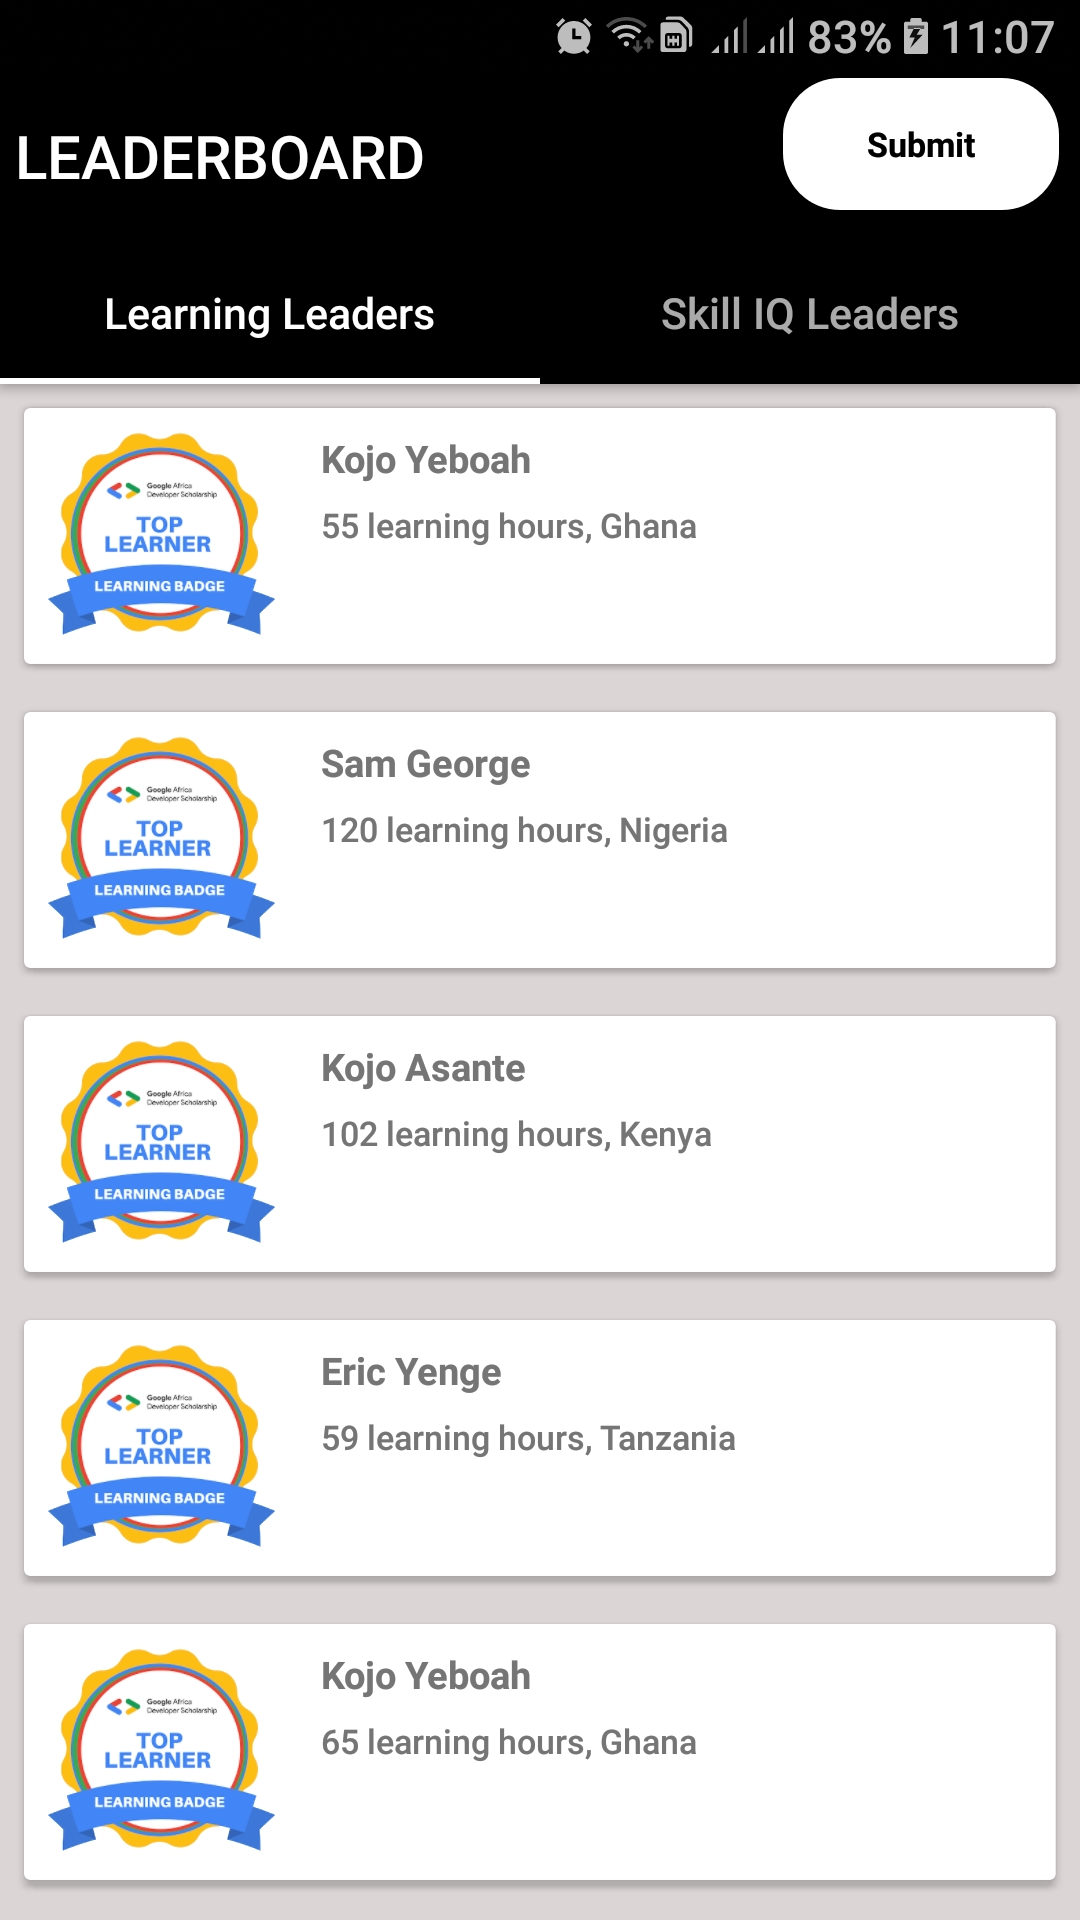 83% 11:07
LEADERBOARD
Submit
Learning Leaders
Skill IQ Leaders
Google Africa
Developer Scholarship
TOP
LEARNER
LEARNING BADGE
Kojo Yeboah
55 learning hours, Ghana
Google Africa
Developer Scholarship
TOP
LEARNER
LEARNING BADGE
Sam George
120 learning hours, Nigeria
Google Africa
Developer Scholarship
TOP
LEARNER
LEARNING BADGE
Kojo Asante
102 learning hours, Kenya
Google Africa
Developer Scholarship
TOP
LEARNER
LEARNING BADGE
Eric Yenge
59 learning hours, Tanzania
Google Africa
Developer Scholarship
TOP
LEARNER
LEARNING BADGE
Kojo Yeboah
65 learning hours, Ghana